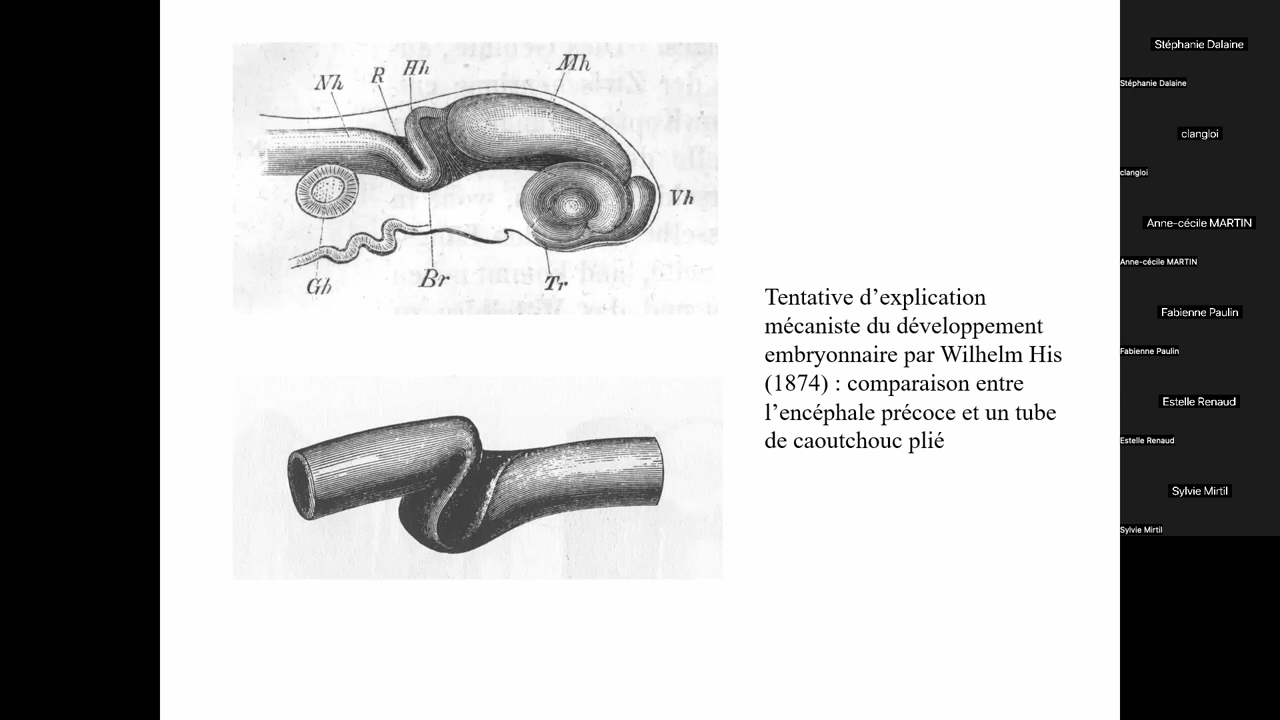 Nh
R
Hh
Mh
Vh
Gh
Br
Tr
Tentative d’explication
mécaniste du développement
embryonnaire par Wilhelm His
(1874) : comparaison entre
l’encéphale précoce et un tube
de caoutchouc plié
Stéphanie Dalaine
Stéphanie Dalaine
clangloi
clangloi
Anne-cécile MARTIN
Anne-cécile MARTIN
Fabienne Paulin
Fabienne Paulin
Estelle Renaud
Estelle Renaud
Sylvie Mirtil
Sylvie Mirtil